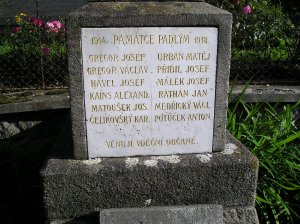 1914. PAMÁTCE PADLÝM 1918.
GREGOR JOSEF URBAN MATĚJ
GREGOR VÁCLAV. PŘIBIL JOSEF
HAVEL JOSEF MÁLEK JOSEF
KAINS ALEXAND. RATHAN JAN
MATOUŠEK JOS. MEDRICKÝ VÁCL.
ČELIKOVSKÝ KAR. POTŮČEK ANTON.
VĚNUJÍ VDĚČNÍ OBČANÉ.